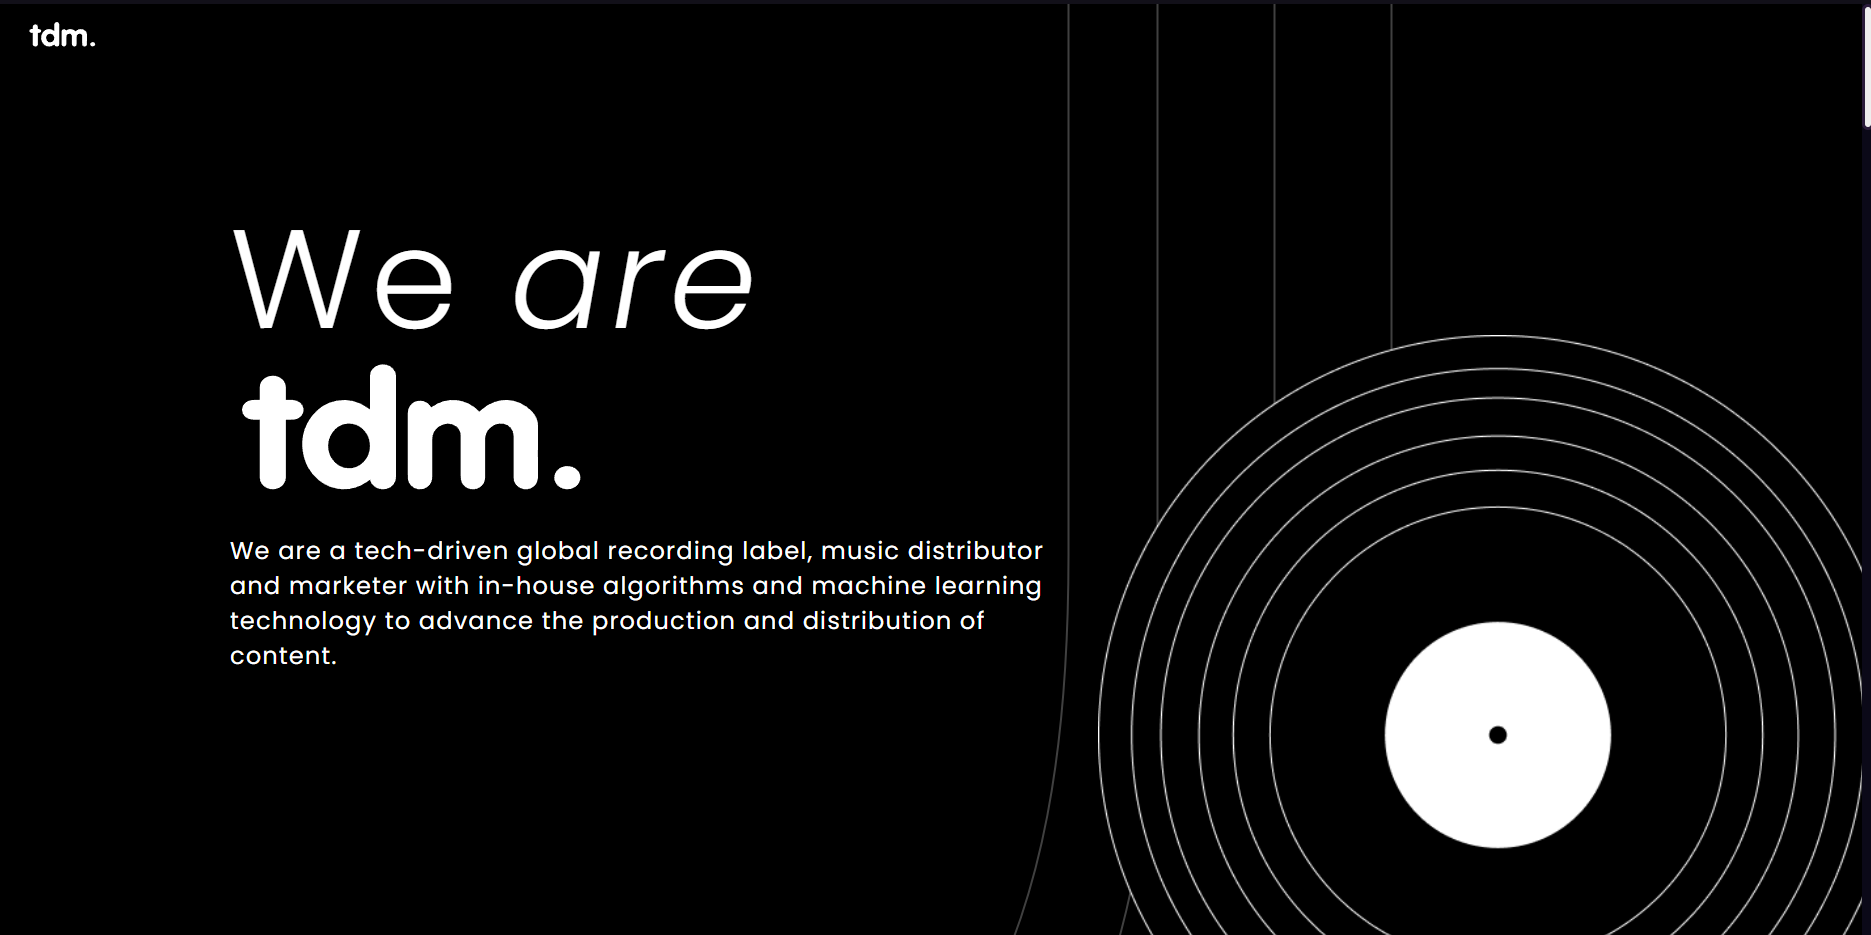 tdm.
We are
tdm.
We are a tech-driven global recording label, music distributor
and marketer with in-house algorithms and machine learning
technology to advance the production and distribution of
content.